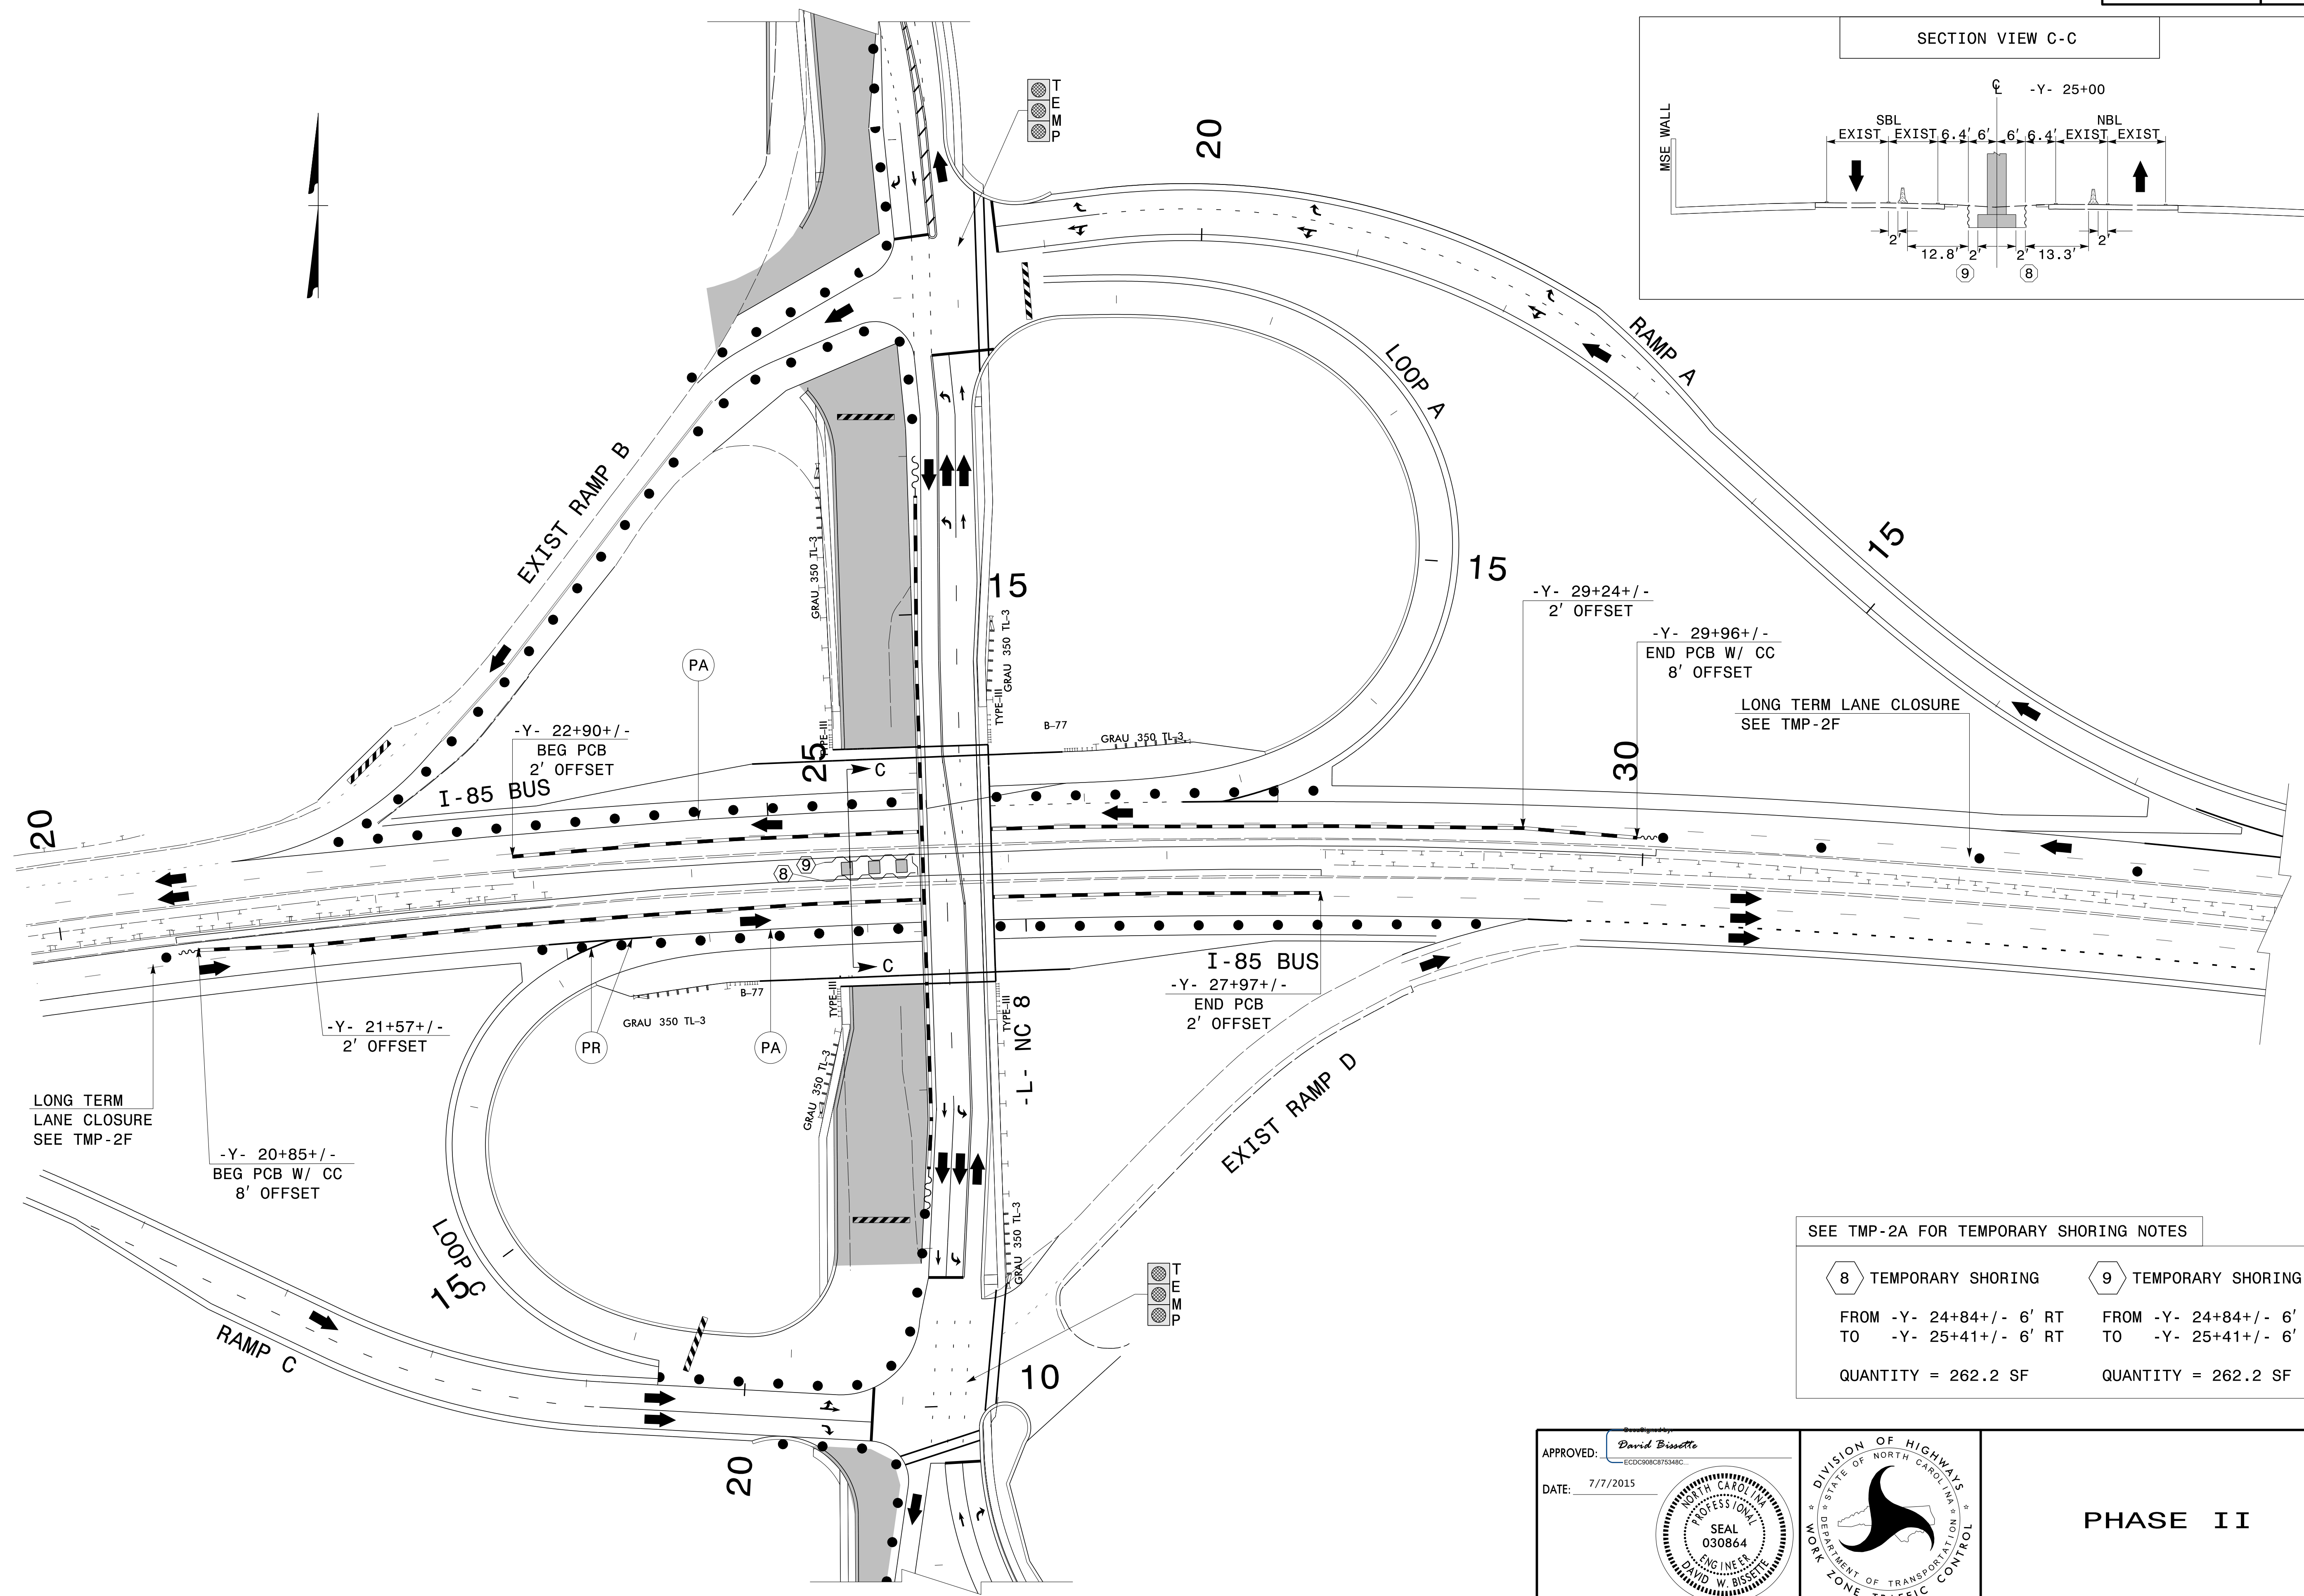 SECTION VIEW C-C
℄ -Y- 25+00
MSE WALL
SBL
NBL
EXIST EXIST 6.4' 6' 6' 6.4' EXIST EXIST
2' 2'
12.8' 2' 2' 13.3'
9 8
T
E
M
P
20
RAMP A
LOOP A
15
15
15
EXIST RAMP B
GRAU 350 TL-3
GRAU 350 TL-3
TYPE-III
TYPE-III
-Y- 29+24+/-
2' OFFSET
-Y- 29+96+/-
END PCB W/ CC
8' OFFSET
LONG TERM LANE CLOSURE
SEE TMP-2F
PA
-Y- 22+90+/-
BEG PCB
2' OFFSET
25
B-77
GRAU 350 TL-3
30
C
I-85 BUS
20
8
9
C
I-85 BUS
-Y- 27+97+/-
END PCB
2' OFFSET
B-77
GRAU 350 TL-3
TYPE-III
TYPE-III
-L- NC 8
-Y- 21+57+/-
2' OFFSET
PR
PA
GRAU 350 TL-3
EXIST RAMP D
LONG TERM
LANE CLOSURE
SEE TMP-2F
-Y- 20+85+/-
BEG PCB W/ CC
8' OFFSET
LOOP C
15
GRAU 350 TL-3
T
E
M
P
RAMP C
10
20
SEE TMP-2A FOR TEMPORARY SHORING NOTES
8 TEMPORARY SHORING
FROM -Y- 24+84+/- 6' RT
TO -Y- 25+41+/- 6' RT
QUANTITY = 262.2 SF
9 TEMPORARY SHORING
FROM -Y- 24+84+/- 6'
TO -Y- 25+41+/- 6'
QUANTITY = 262.2 SF
APPROVED: David Bissette
ECDC908C875348C...
DATE: 7/7/2015
NORTH CAROLINA
PROFESSIONAL
SEAL
030864
ENGINEER
DAVID W. BISSETTE
DIVISION OF HIGHWAYS
STATE OF NORTH CAROLINA
DEPARTMENT OF TRANSPORTATION
WORK ZONE TRAFFIC CONTROL
PHASE II